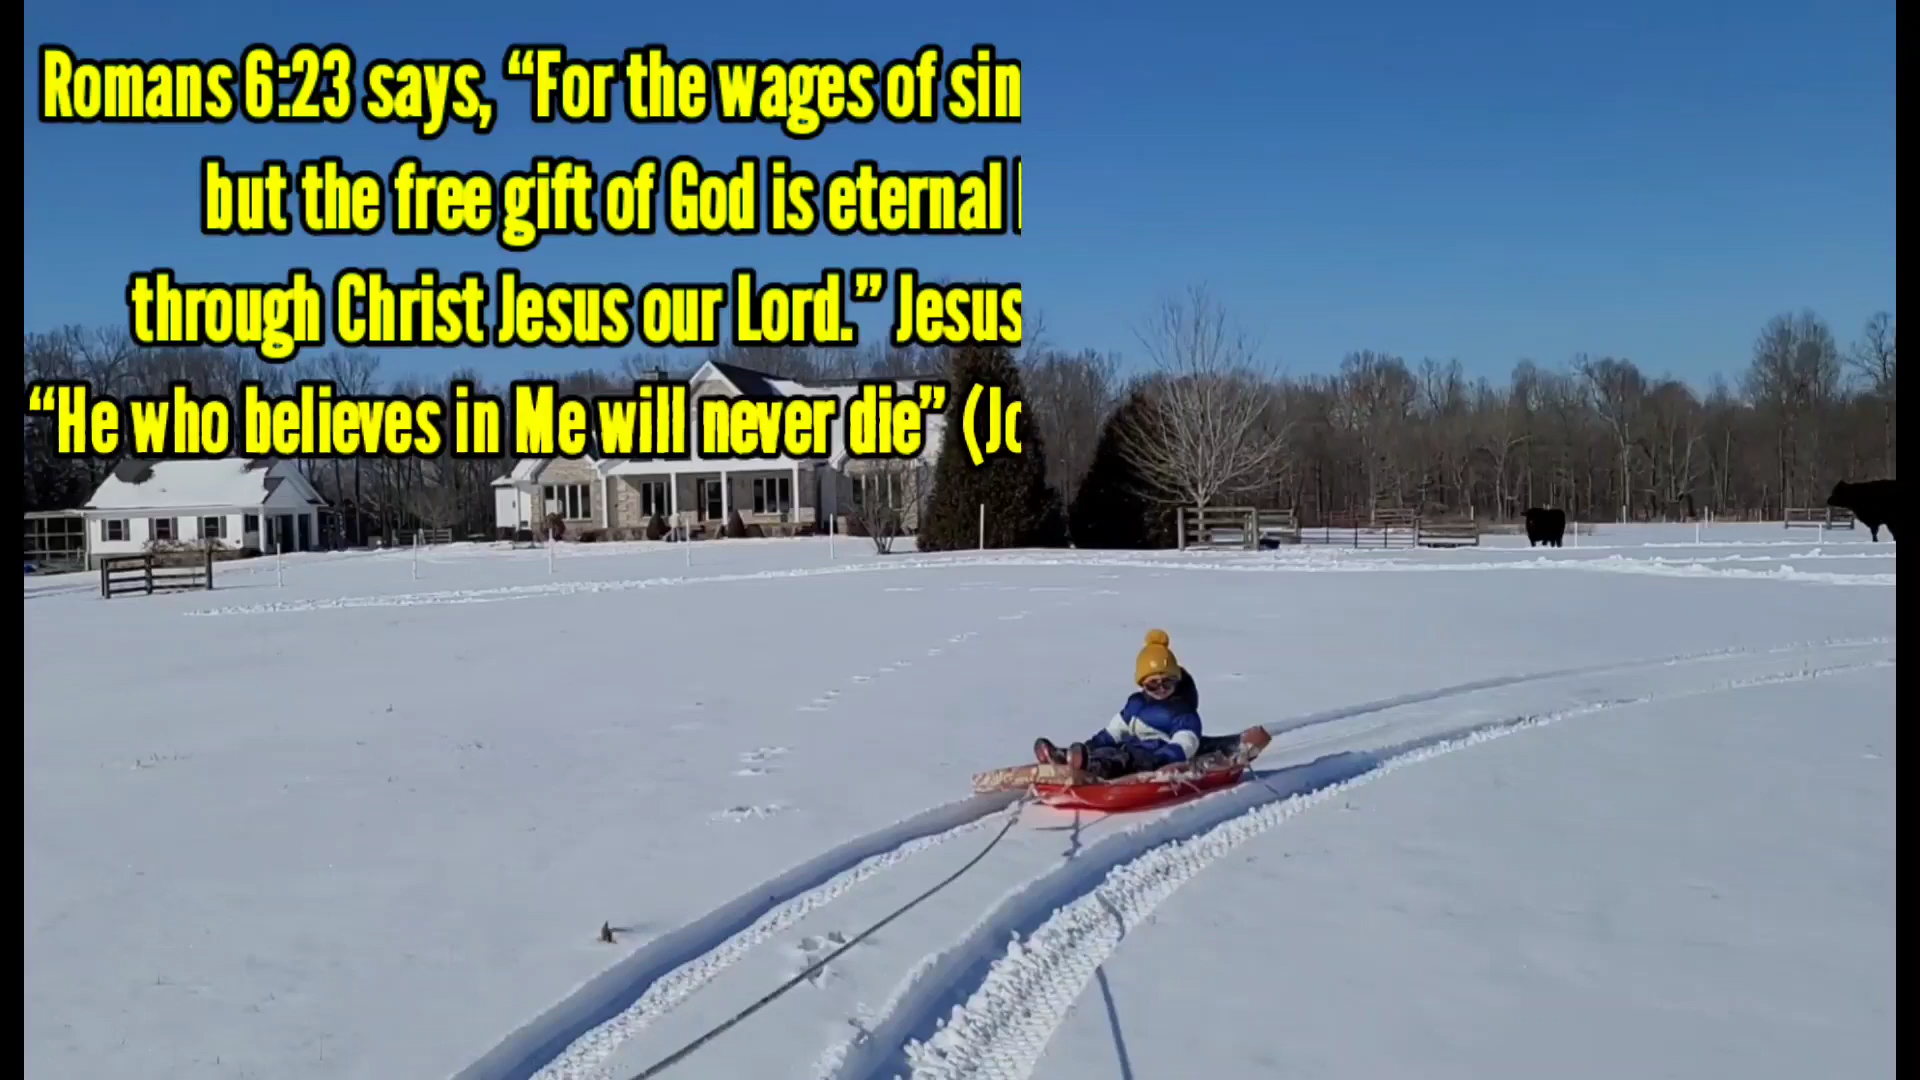 Romans 6:23 says, “For the wages of sin
but the free gift of God is eternal
through Christ Jesus our Lord.” Jesus
“He who believes in Me will never die”